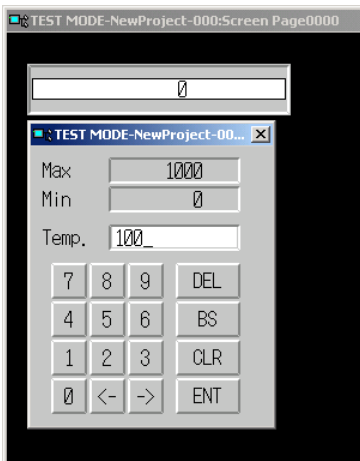 TEST MODE-NewProject-000:Screen Page0000
0
TEST MODE-NewProject-00...
Max 1000
Min 0
Temp. 100_
7 8 9 DEL
4 5 6 BS
1 2 3 CLR
0 <- -> ENT